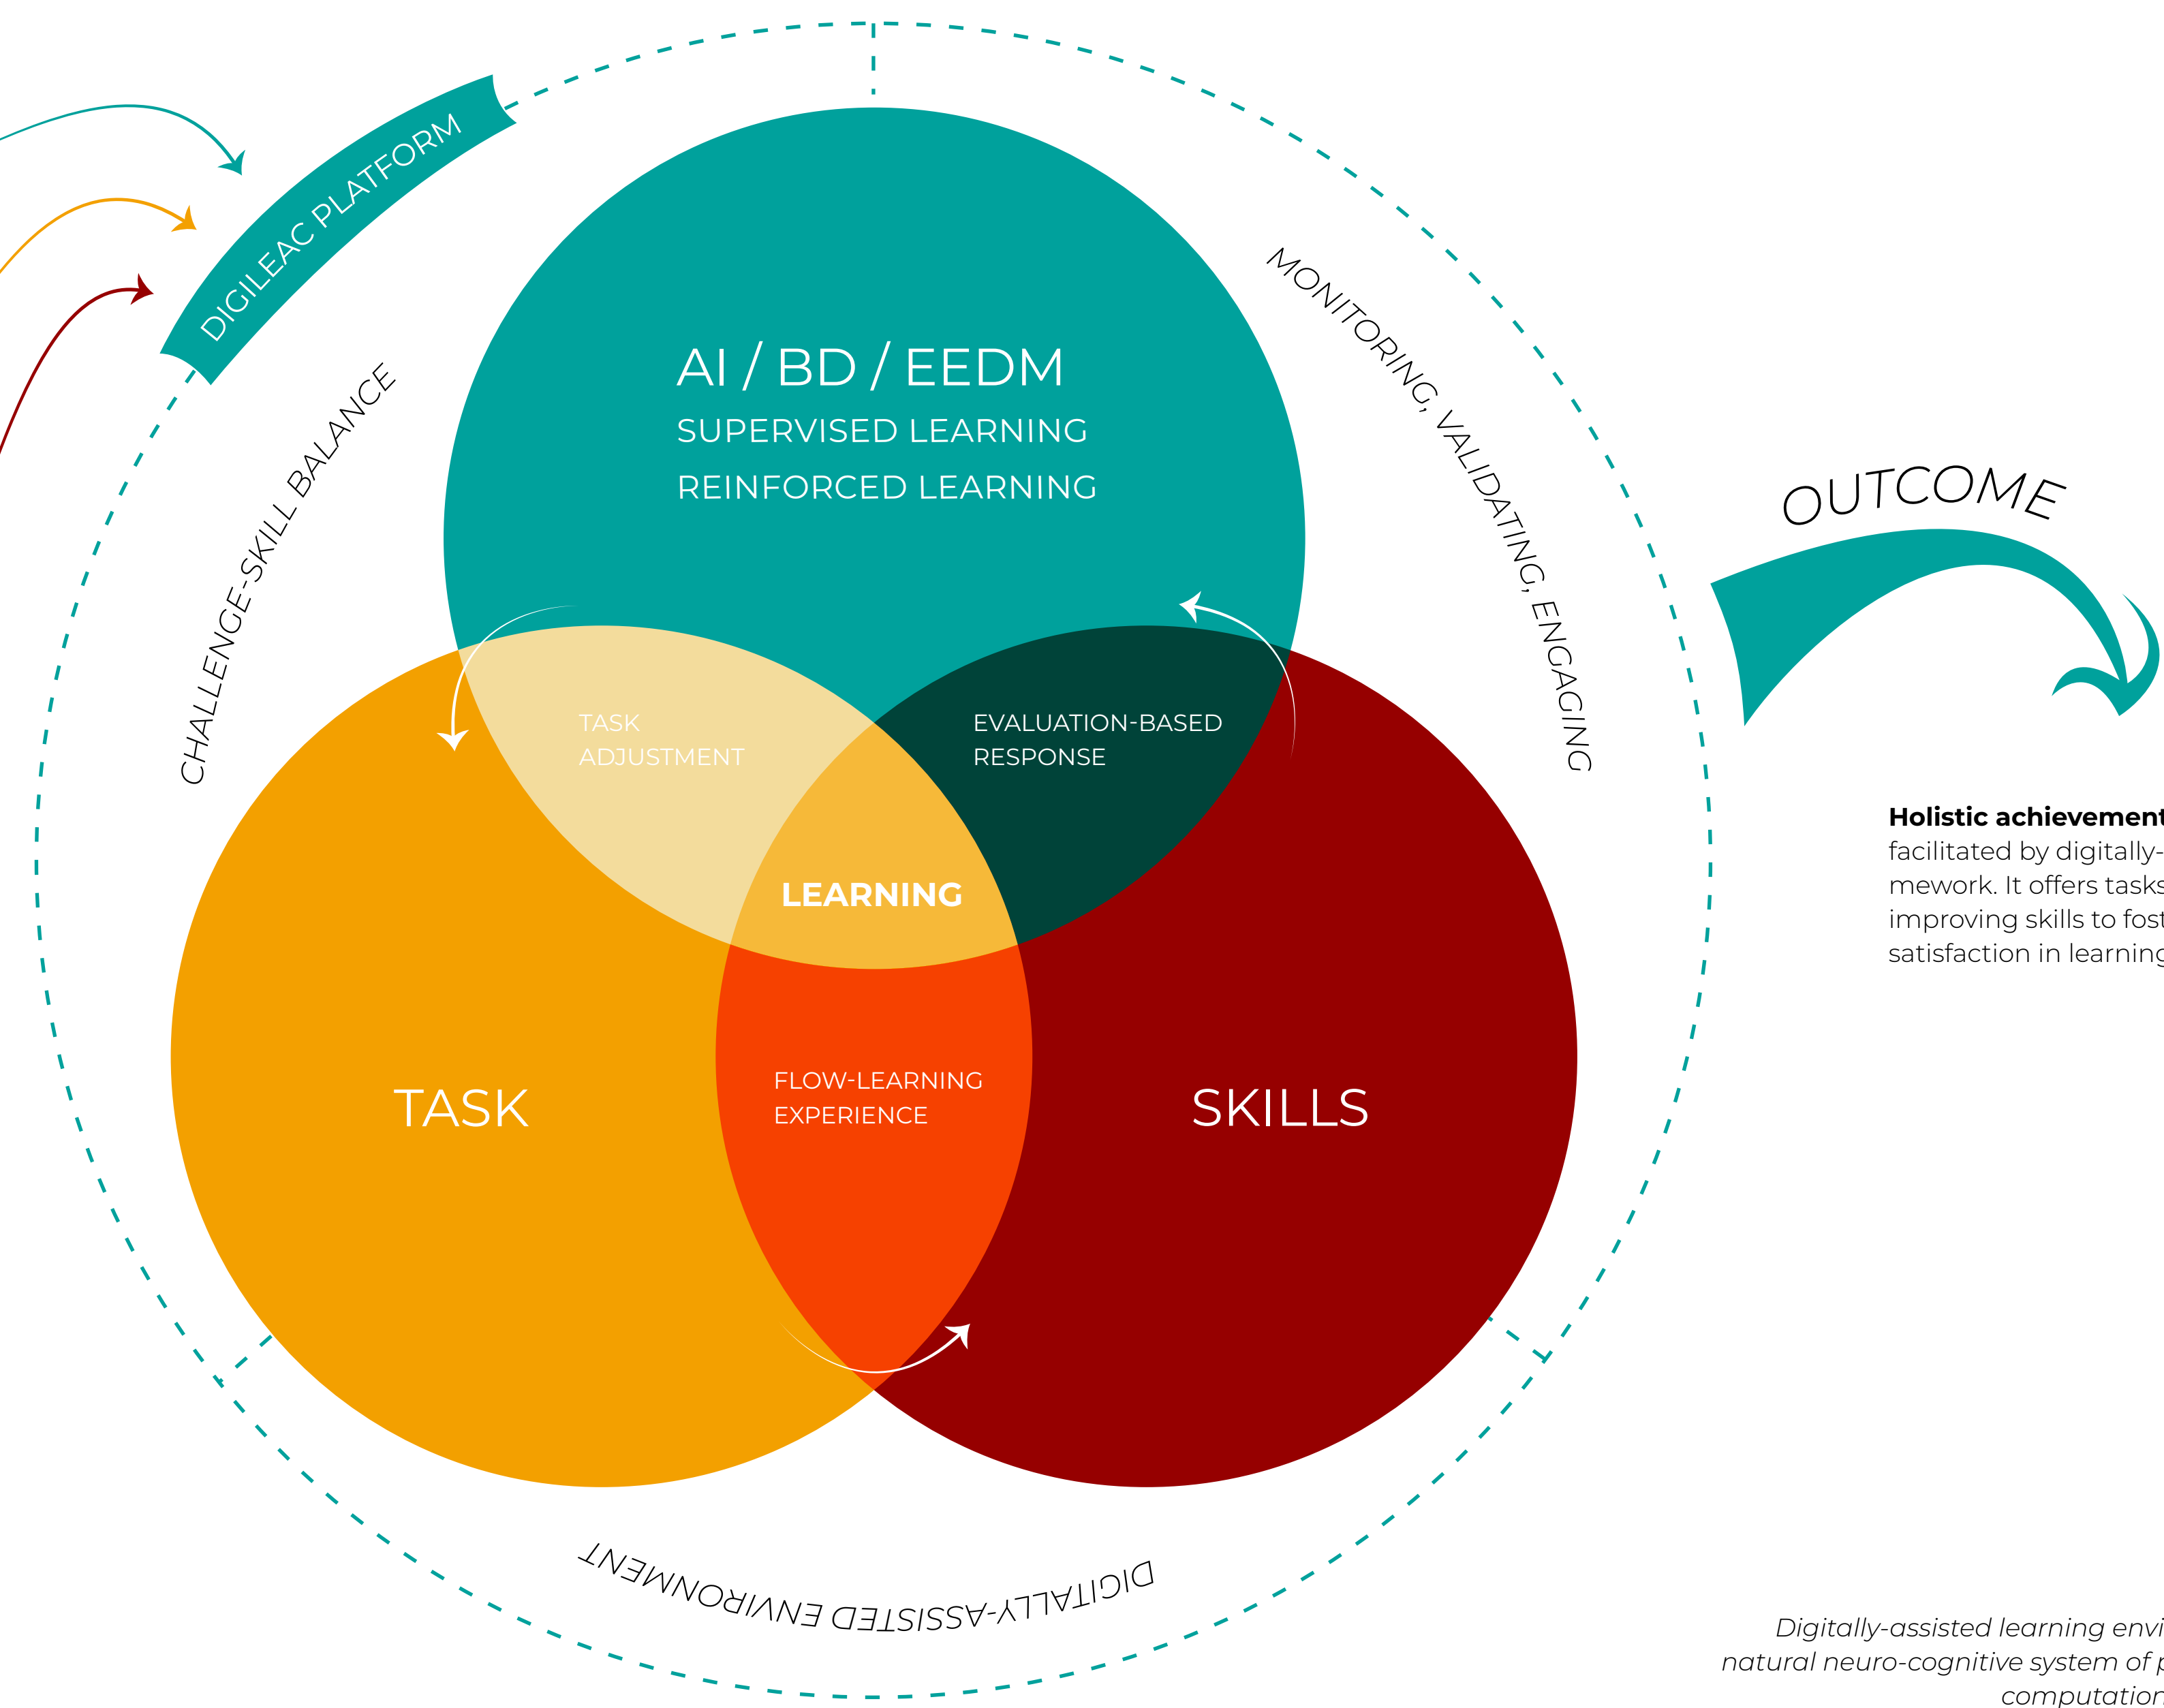 DIGILEAC PLATFORM
CHALLENGE-SKILL BALANCE
MONITORING, VALIDATING, ENGAGING
AI / BD / EEDM
SUPERVISED LEARNING
REINFORCED LEARNING
OUTCOME
TASK
ADJUSTMENT
EVALUATION-BASED
RESPONSE
LEARNING
Holistic achievement
facilitated by digitally-
mework. It offers tasks
improving skills to fost
satisfaction in learning
TASK
FLOW-LEARNING
EXPERIENCE
SKILLS
DIGITALLY-ASSISTED ENVIRONMENT
Digitally-assisted learning envi
natural neuro-cognitive system of p
computation